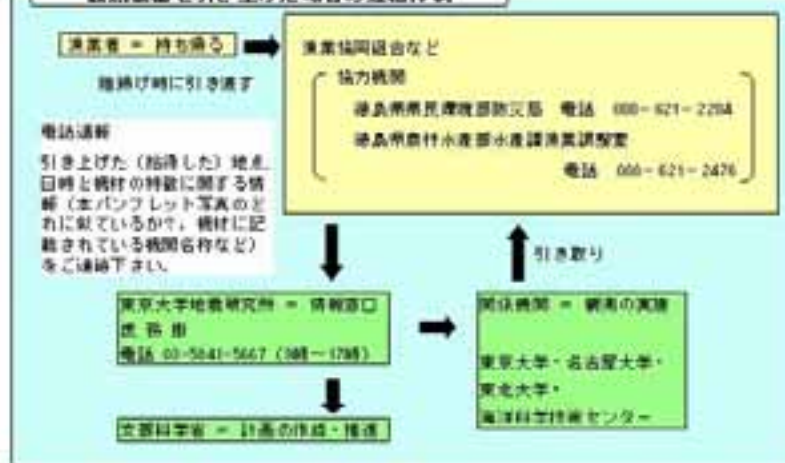 漁業者 = 持ち帰る
陸揚げ時に引き渡す
漁業協同組合など
協力機関
徳島県県民環境部防災局 電話 088-621-2284
徳島県農林水産部水産課漁業調整室
電話 088-621-2476
電話連絡
引き上げた(拾得した)地点
日時と機材の特徴に関する情
報(本パンフレット写真のど
れに似ているか?, 機材に記
載されている機関名称など)
をご連絡下さい。
引き取り
東京大学地震研究所 = 情報窓口
庶務掛
電話 03-5841-5667 (9時~17時)
関係機関 = 観測の実施
東京大学・名古屋大学・
東北大学・
海洋科学技術センター
文部科学省 = 計画の作成・推進